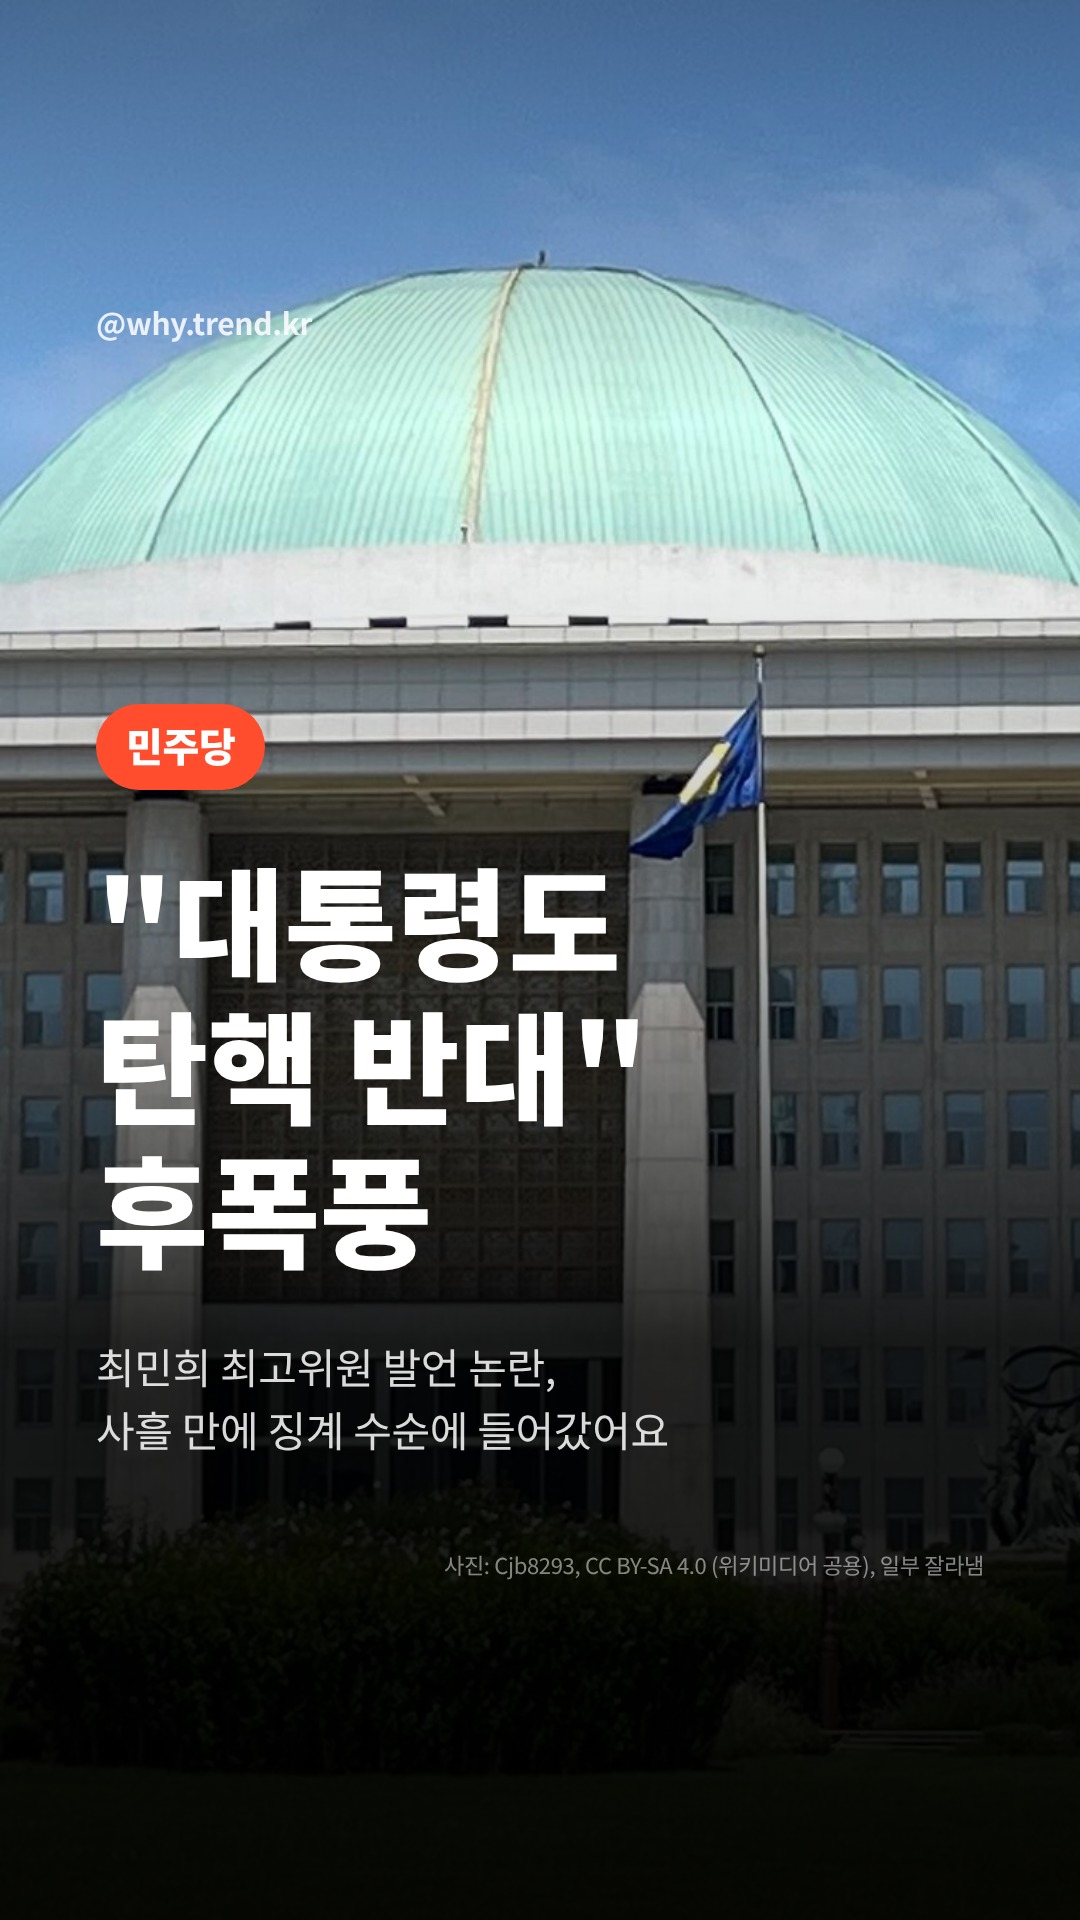 @why.trend.kr
민주당
"대통령도
탄핵 반대"
후폭풍
최민희 최고위원 발언 논란,
사흘 만에 징계 수순에 들어갔어요
사진: Cjb8293, CC BY-SA 4.0 (위키미디어 공용), 일부 잘라냄